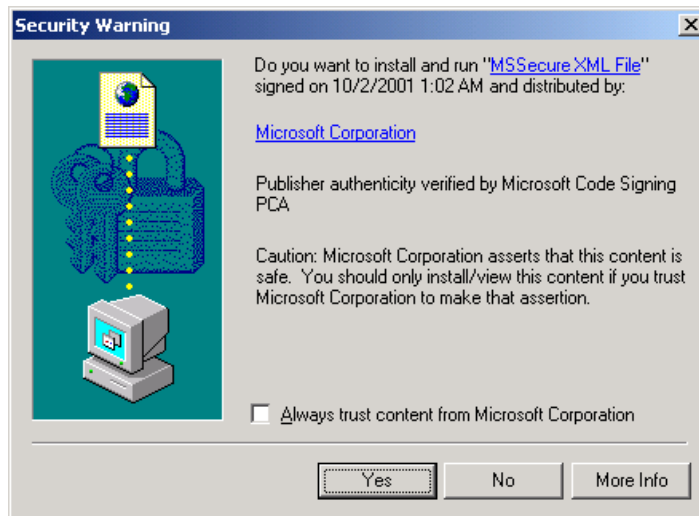 Security Warning
Do you want to install and run "MSSecure XML File"
signed on 10/2/2001 1:02 AM and distributed by:
Microsoft Corporation
Publisher authenticity verified by Microsoft Code Signing
PCA
Caution: Microsoft Corporation asserts that this content is
safe. You should only install/view this content if you trust
Microsoft Corporation to make that assertion.
Always trust content from Microsoft Corporation
Yes
No
More Info